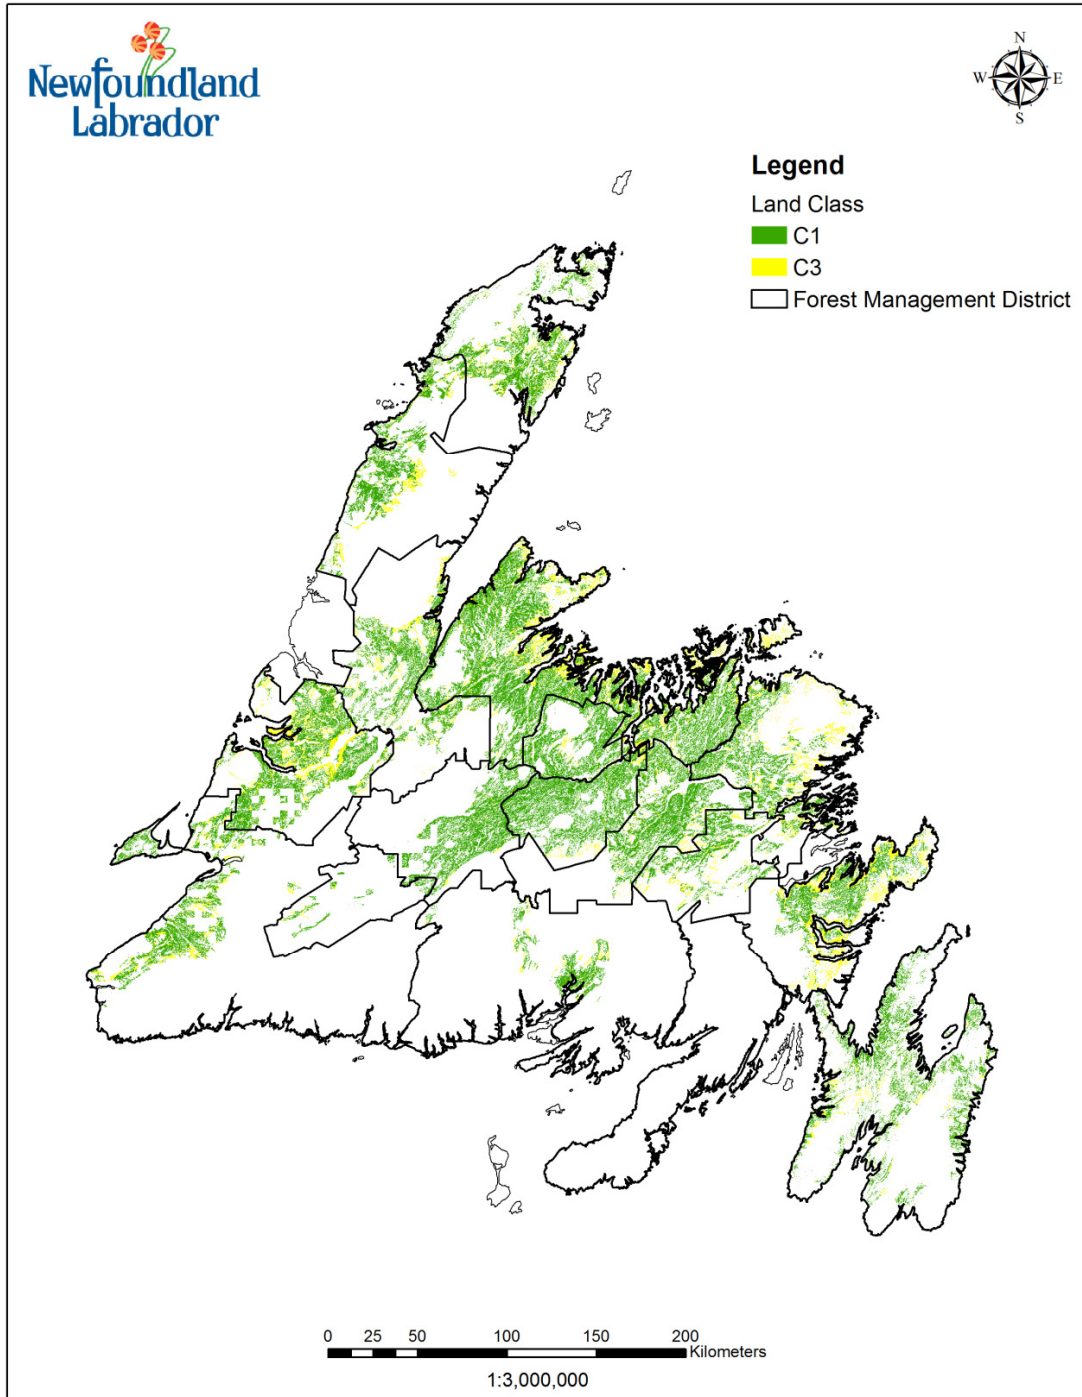 Newfoundland
Labrador
N
W E
S
Legend
Land Class
C1
C3
Forest Management District
0 25 50 100 150 200
Kilometers
1:3,000,000